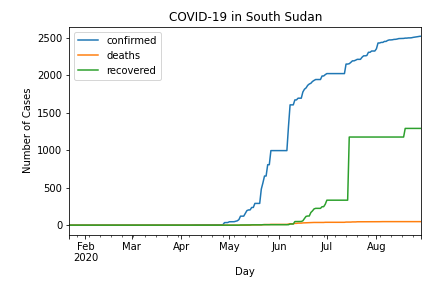 COVID-19 in South Sudan
confirmed
deaths
recovered
Number of Cases
2500
2000
1500
1000
500
0
Feb Mar Apr May Jun Jul Aug
2020
Day